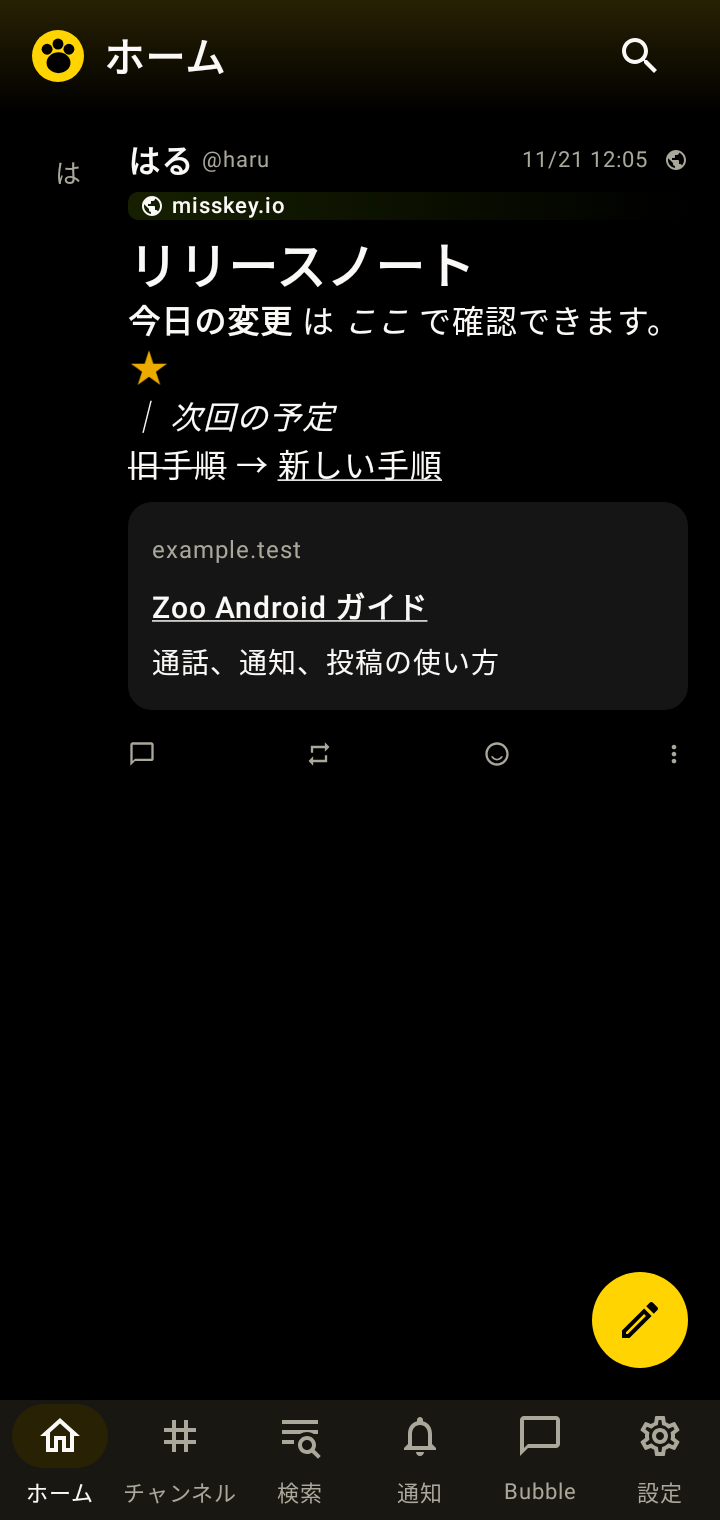 ホーム
は
はる @haru 11/21 12:05
misskey.io
リリースノート
今日の変更 は ここ で確認できます。
★
| 次回の予定
旧手順 → 新しい手順
example.test
Zoo Android ガイド
通話、通知、投稿の使い方
ホーム チャンネル 検索 通知 Bubble 設定